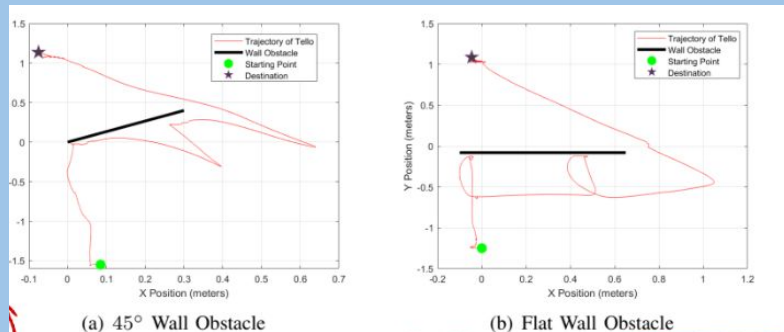 1.5
1
0.5
0
-0.5
-1
-1.5
-0.1 0 0.1 0.2 0.3 0.4 0.5 0.6 0.7
X Position (meters)
Trajectory of Tello
Wall Obstacle
Starting Point
Destination
(a) 45° Wall Obstacle
Y Position (meters)
1.5
1
0.5
0
-0.5
-1
-1.5
-0.4 -0.2 0 0.2 0.4 0.6 0.8 1 1.2
X Position (meters)
Trajectory of Tello
Wall Obstacle
Starting Point
Destination
(b) Flat Wall Obstacle